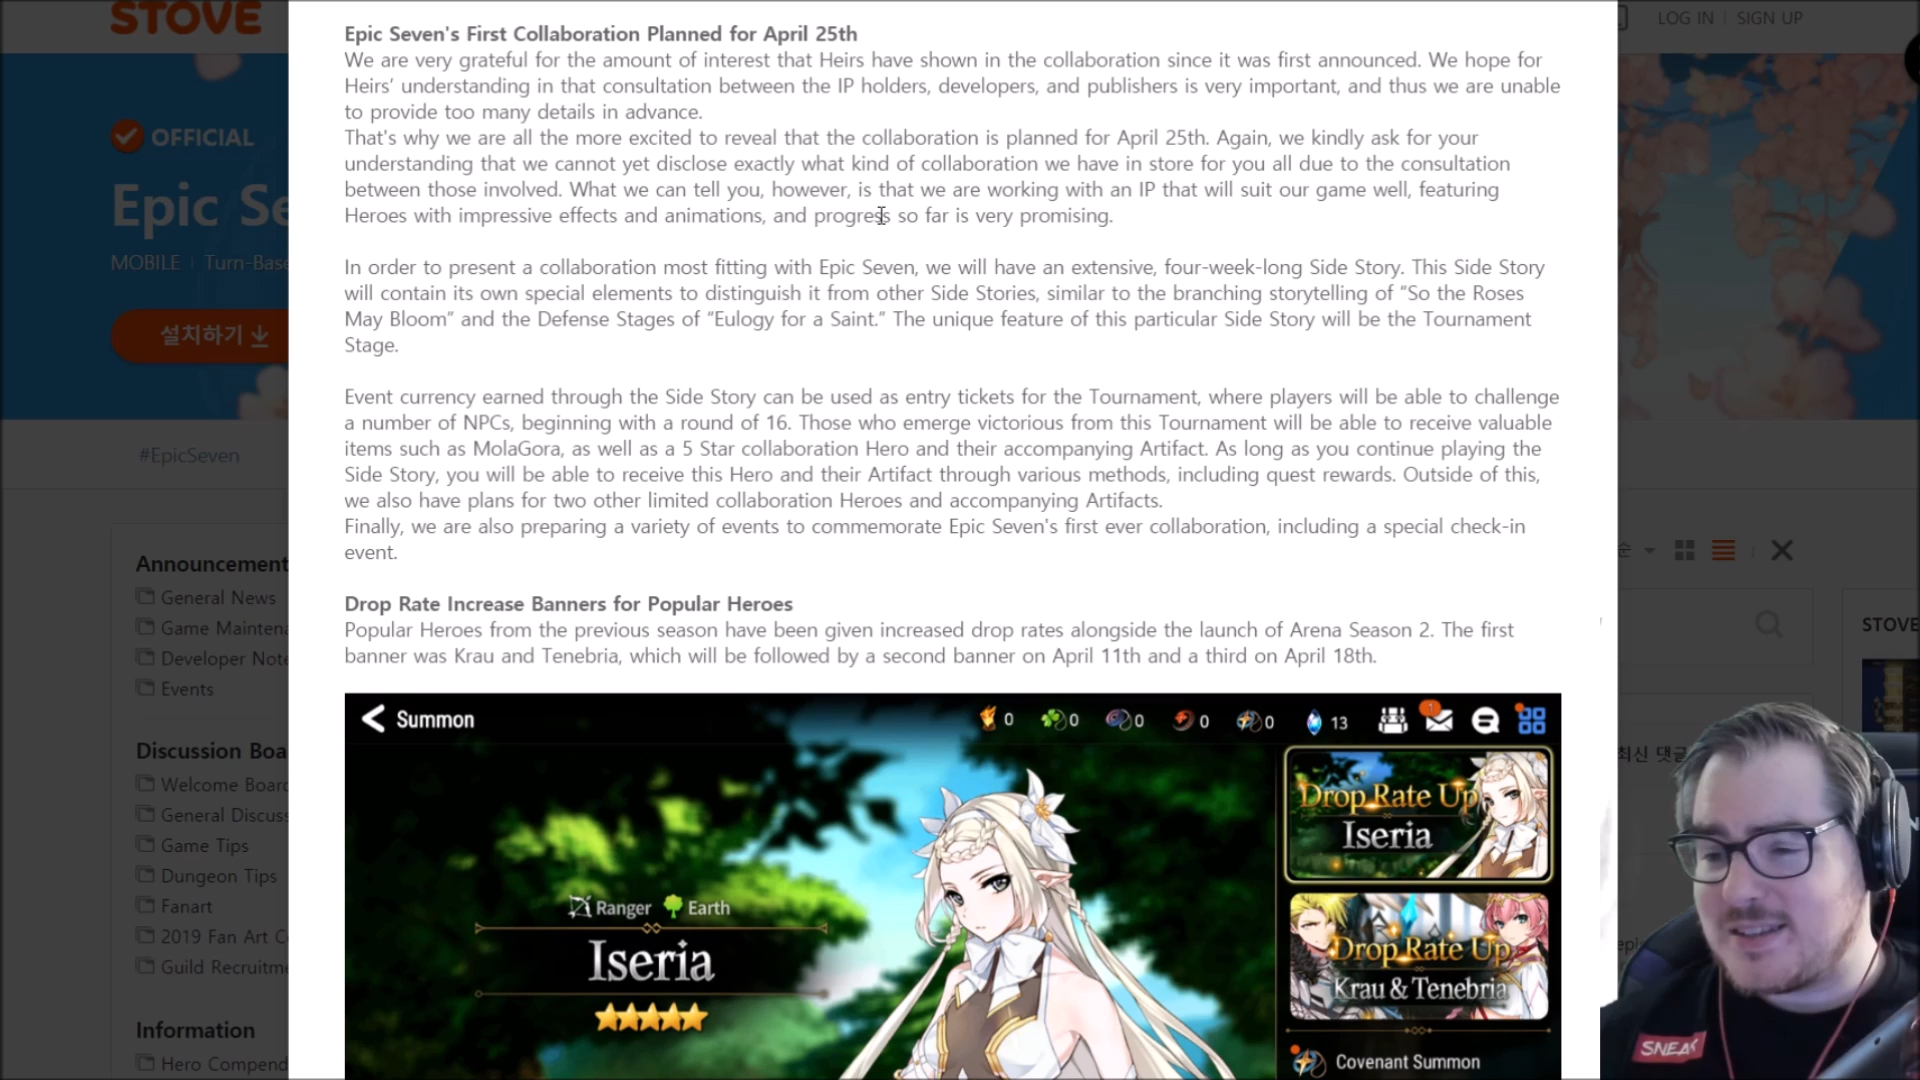 STOVE
LOG IN | SIGN UP
OFFICIAL
Epic Se
MOBILE | Turn-Base
설치하기
#EpicSeven
Epic Seven's First Collaboration Planned for April 25th
We are very grateful for the amount of interest that Heirs have shown in the collaboration since it was first announced. We hope for
Heirs’ understanding in that consultation between the IP holders, developers, and publishers is very important, and thus we are unable
to provide too many details in advance.
That's why we are all the more excited to reveal that the collaboration is planned for April 25th. Again, we kindly ask for your
understanding that we cannot yet disclose exactly what kind of collaboration we have in store for you all due to the consultation
between those involved. What we can tell you, however, is that we are working with an IP that will suit our game well, featuring
Heroes with impressive effects and animations, and progress so far is very promising.
In order to present a collaboration most fitting with Epic Seven, we will have an extensive, four-week-long Side Story. This Side Story
will contain its own special elements to distinguish it from other Side Stories, similar to the branching storytelling of “So the Roses
May Bloom” and the Defense Stages of “Eulogy for a Saint.” The unique feature of this particular Side Story will be the Tournament
Stage.
Event currency earned through the Side Story can be used as entry tickets for the Tournament, where players will be able to challenge
a number of NPCs, beginning with a round of 16. Those who emerge victorious from this Tournament will be able to receive valuable
items such as MolaGora, as well as a 5 Star collaboration Hero and their accompanying Artifact. As long as you continue playing the
Side Story, you will be able to receive this Hero and their Artifact through various methods, including quest rewards. Outside of this,
we also have plans for two other limited collaboration Heroes and accompanying Artifacts.
Finally, we are also preparing a variety of events to commemorate Epic Seven's first ever collaboration, including a special check-in
event.
Drop Rate Increase Banners for Popular Heroes
Popular Heroes from the previous season have been given increased drop rates alongside the launch of Arena Season 2. The first
banner was Krau and Tenebria, which will be followed by a second banner on April 11th and a third on April 18th.
Announcement
General News
Game Maintena
Developer Note
Events
Discussion Boa
Welcome Board
General Discuss
Game Tips
Dungeon Tips
Fanart
2019 Fan Art C
Guild Recruitme
Information
Hero Compend
Summon
0 0 0 0 0 13
1
Ranger Earth
Iseria
Drop Rate Up
Iseria
Drop Rate Up
Krau & Tenebria
Covenant Summon
STOVE
최신 댓글
SNEAK